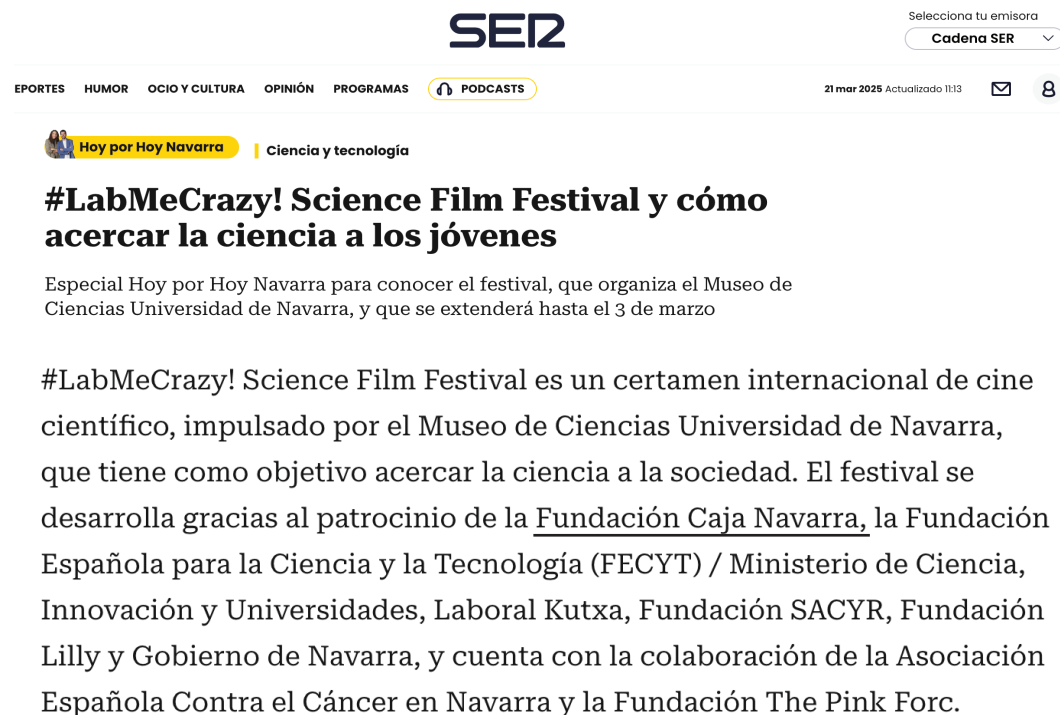 SER
Selecciona tu emisora
Cadena SER
EPORTES HUMOR OCIO Y CULTURA OPINIÓN PROGRAMAS PODCASTS
21 mar 2025 Actualizado 11:13
Hoy por Hoy Navarra
Ciencia y tecnología
#LabMeCrazy! Science Film Festival y cómo
acercar la ciencia a los jóvenes
Especial Hoy por Hoy Navarra para conocer el festival, que organiza el Museo de
Ciencias Universidad de Navarra, y que se extenderá hasta el 3 de marzo
#LabMeCrazy! Science Film Festival es un certamen internacional de cine
científico, impulsado por el Museo de Ciencias Universidad de Navarra,
que tiene como objetivo acercar la ciencia a la sociedad. El festival se
desarrolla gracias al patrocinio de la Fundación Caja Navarra, la Fundación
Española para la Ciencia y la Tecnología (FECYT) / Ministerio de Ciencia,
Innovación y Universidades, Laboral Kutxa, Fundación SACYR, Fundación
Lilly y Gobierno de Navarra, y cuenta con la colaboración de la Asociación
Española Contra el Cáncer en Navarra y la Fundación The Pink Forc.